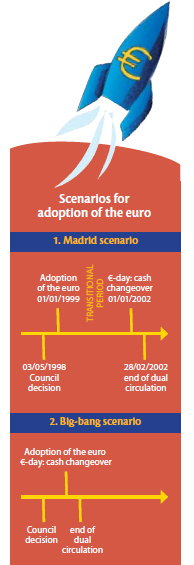 €
Scenarios for
adoption of the euro
1. Madrid scenario
Adoption
of the euro
01/01/1999
TRANSITIONAL
PERIOD
€-day: cash
changeover
01/01/2002
03/05/1998
Council
decision
28/02/2002
end of dual
circulation
2. Big-bang scenario
Adoption of the euro
€-day: cash changeover
Council
decision
end of
dual
circulation